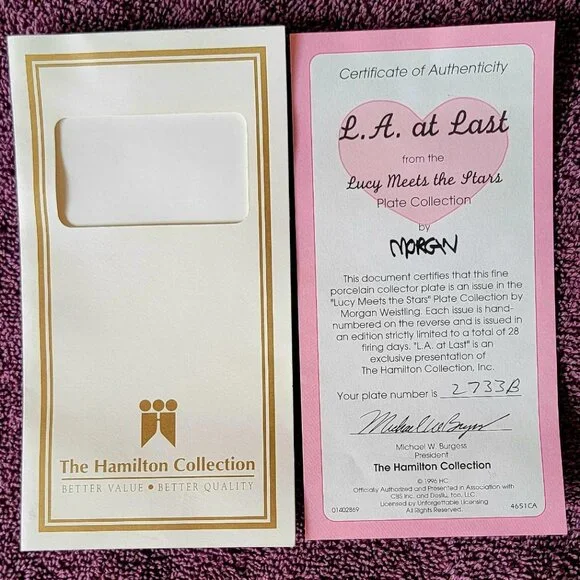 The Hamilton Collection
BETTER VALUE • BETTER QUALITY
Certificate of Authenticity
L.A. at Last
from the
Lucy Meets the Stars
Plate Collection
by
MORGAN
This document certifies that this fine
porcelain collector plate is an issue in the
"Lucy Meets the Stars" Plate Collection by
Morgan Weistling. Each issue is hand-
numbered on the reverse and is issued in
an edition strictly limited to a total of 28
firing days. "L.A. at Last" is an
exclusive presentation of
The Hamilton Collection, Inc.
Your plate number is 2733B
Michael W. Burgess
Michael W. Burgess
President
The Hamilton Collection
© 1996 HC
Officially Authorized and Presented in Association with
CBS Inc. and Desilu, too, LLC
Licensed by Unforgettable Licensing
All Rights Reserved.
01402869
46S1CA